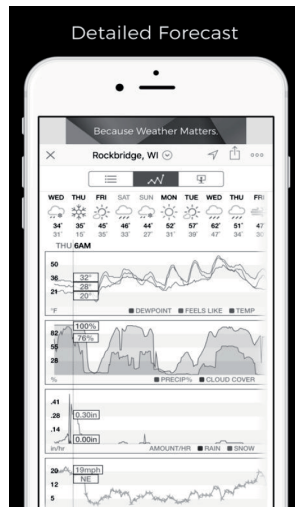 Detailed Forecast
Because Weather Matters.
Rockbridge, WI
WED THU FRI SAT SUN MON TUE WED THU FRI
34° 35° 45° 46° 44° 52° 57° 62° 51° 47
31° 15° 35° 33° 27° 31° 39° 47° 34° 30
THU 6AM
50
36 32°
28°
21 20°
°F DEWPOINT FEELS LIKE TEMP
100%
82 76%
55
28
% PRECIP% CLOUD COVER
.41
.28 0.30in
.14
0.00in
in/hr AMOUNT/HR RAIN SNOW
20 19mph
NE
12
5